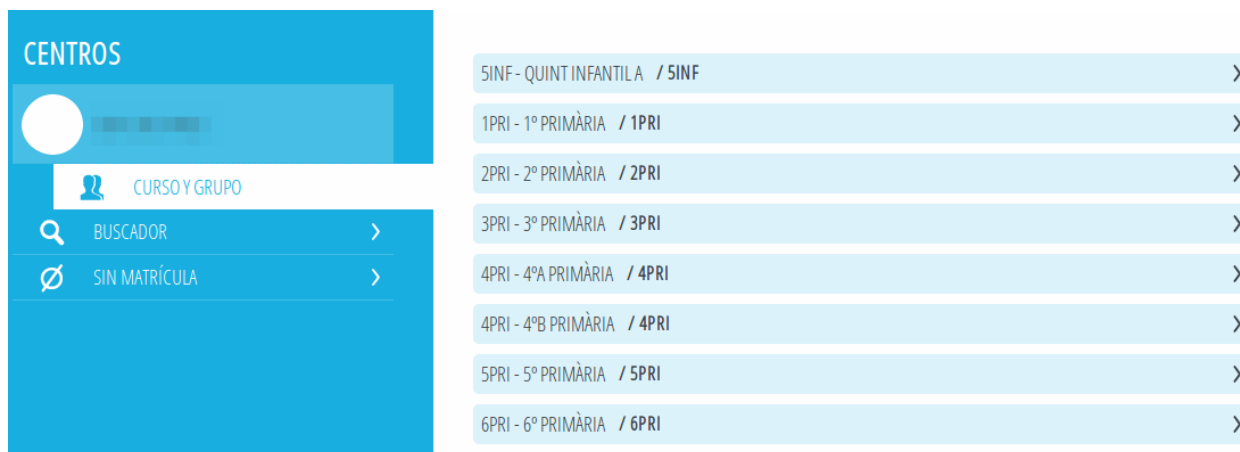 CENTROS
CURSO Y GRUPO
BUSCADOR
SIN MATRÍCULA
5INF - QUINT INFANTIL A / 5INF
1PRI - 1º PRIMÀRIA / 1PRI
2PRI - 2º PRIMÀRIA / 2PRI
3PRI - 3º PRIMÀRIA / 3PRI
4PRI - 4ºA PRIMÀRIA / 4PRI
4PRI - 4ºB PRIMÀRIA / 4PRI
5PRI - 5º PRIMÀRIA / 5PRI
6PRI - 6º PRIMÀRIA / 6PRI